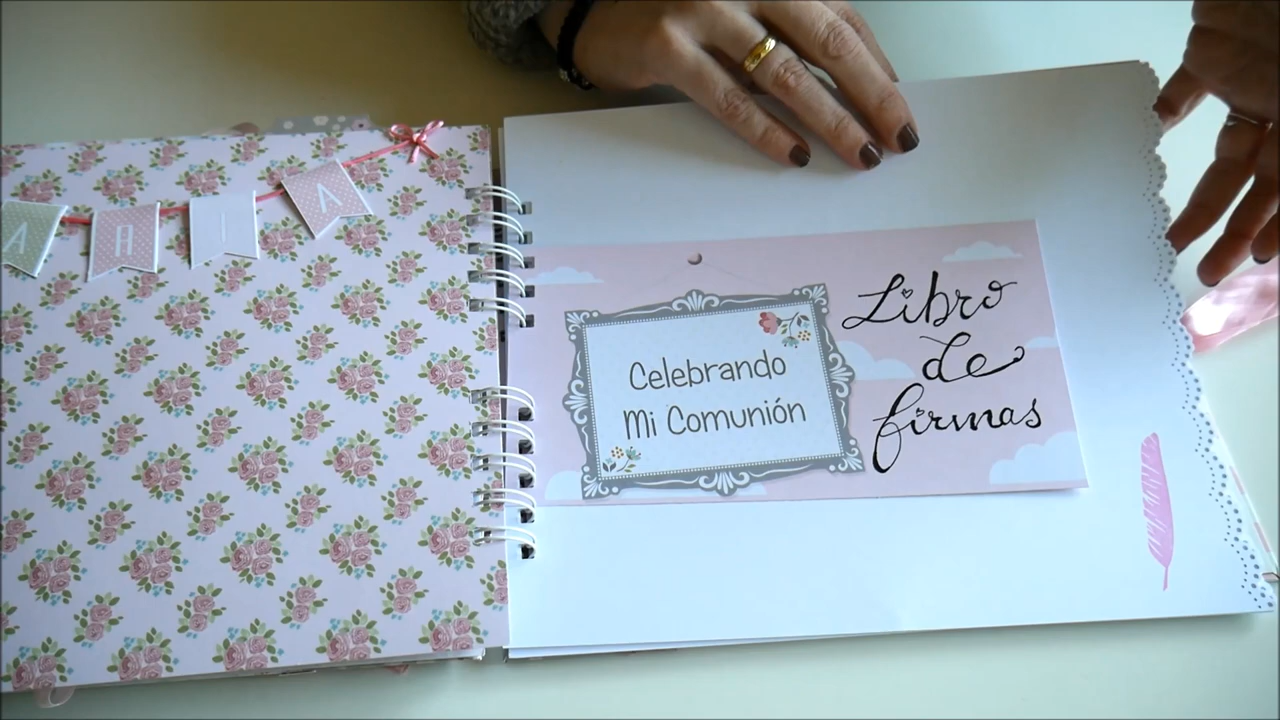 A H I A
Celebrando
Mi Comunión
Libro
de
firmas